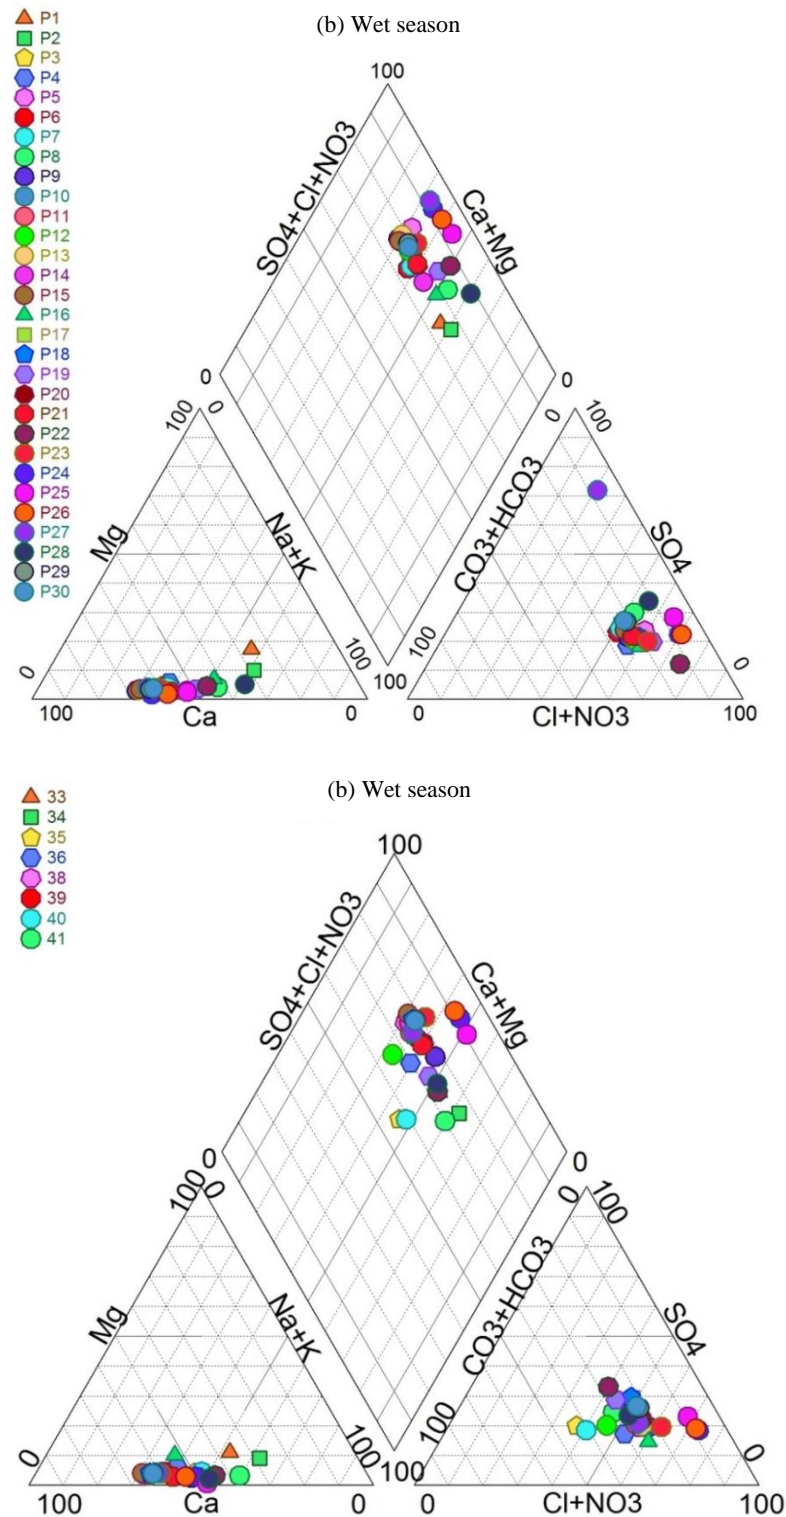 (b) Wet season
P1
P2
P3
P4
P5
P6
P7
P8
P9
P10
P11
P12
P13
P14
P15
P16
P17
P18
P19
P20
P21
P22
P23
P24
P25
P26
P27
P28
P29
P30
100
SO4+Cl+NO3
Ca+Mg
0
0
100
0
0
100
Mg
Na+K
CO3+HCO3
SO4
0
100
100
100
0
100
Ca
0
0
Cl+NO3
100
(b) Wet season
33
34
35
36
38
39
40
41
100
SO4+Cl+NO3
Ca+Mg
0
0
100
0
0
100
Mg
Na+K
CO3+HCO3
SO4
0
100
100
100
0
100
Ca
0
0
Cl+NO3
100